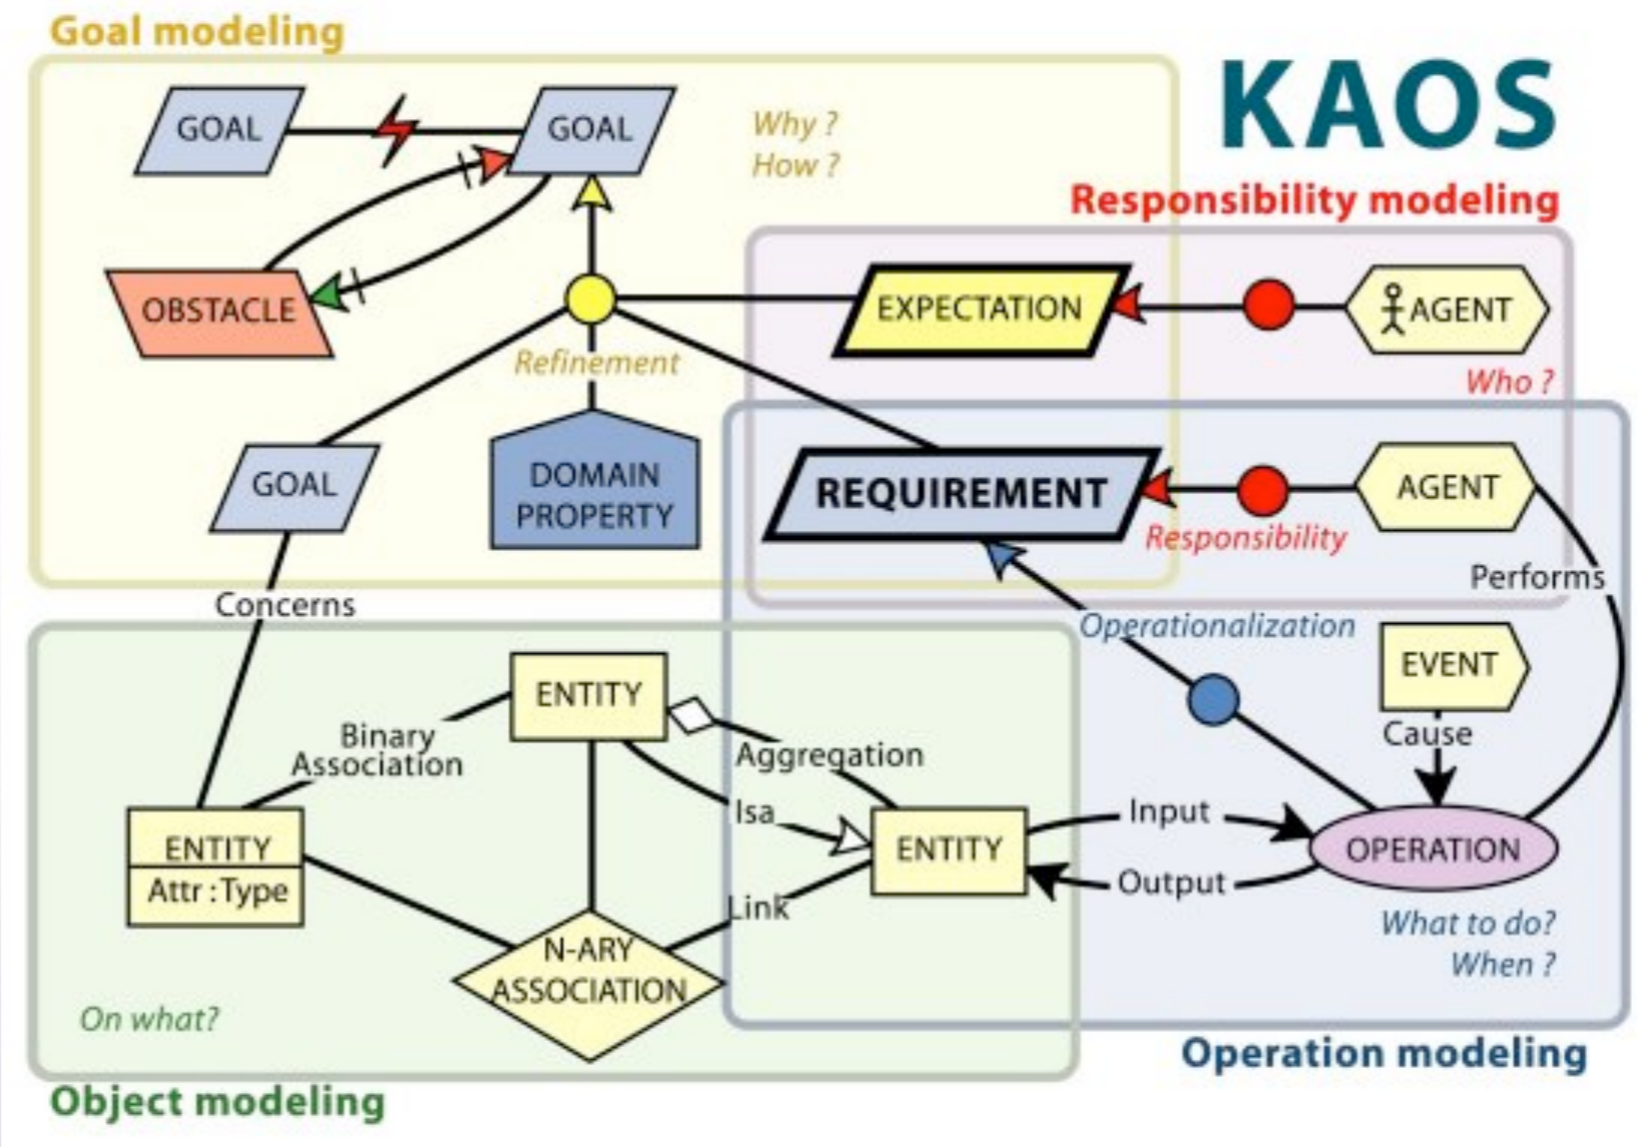 Goal modeling
KAOS
GOAL
GOAL
Why ?
How ?
Responsibility modeling
OBSTACLE
EXPECTATION
AGENT
Refinement
Who ?
GOAL
DOMAIN
PROPERTY
REQUIREMENT
AGENT
Responsibility
Performs
Concerns
Operationalization
ENTITY
EVENT
Binary
Association
Aggregation
Cause
Isa
Input
ENTITY
Attr : Type
ENTITY
OPERATION
Output
Link
N-ARY
ASSOCIATION
What to do?
When ?
On what?
Operation modeling
Object modeling